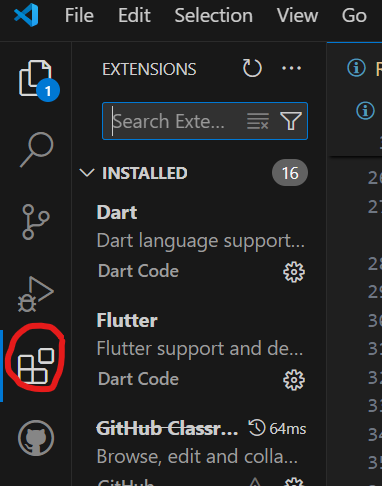 File Edit Selection View Go
EXTENSIONS
1
Search Exte...
INSTALLED 16
Dart
Dart language support...
Dart Code
Flutter
Flutter support and de...
Dart Code
GitHub Classr... 64ms
Browse, edit and colla...
GitHub
26
27
28
29
30
31
32
33
34
35